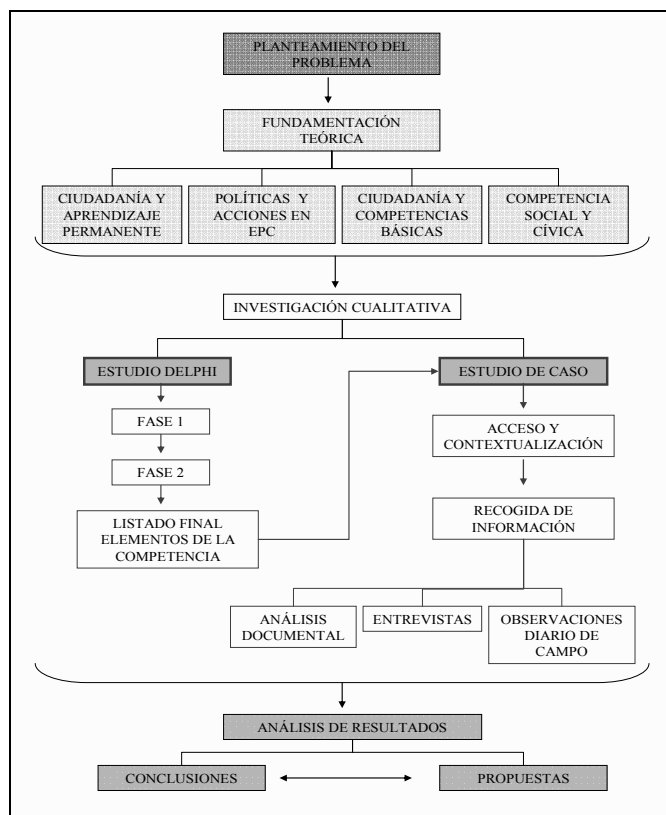 PLANTEAMIENTO DEL
PROBLEMA
FUNDAMENTACIÓN
TEÓRICA
CIUDADANÍA Y
APRENDIZAJE
PERMANENTE
POLÍTICAS Y
ACCIONES EN
EPC
CIUDADANÍA Y
COMPETENCIAS
BÁSICAS
COMPETENCIA
SOCIAL Y
CÍVICA
INVESTIGACIÓN CUALITATIVA
ESTUDIO DELPHI
FASE 1
FASE 2
LISTADO FINAL
ELEMENTOS DE LA
COMPETENCIA
ESTUDIO DE CASO
ACCESO Y
CONTEXTUALIZACIÓN
RECOGIDA DE
INFORMACIÓN
ANÁLISIS
DOCUMENTAL
ENTREVISTAS
OBSERVACIONES
DIARIO DE
CAMPO
ANÁLISIS DE RESULTADOS
CONCLUSIONES
PROPUESTAS